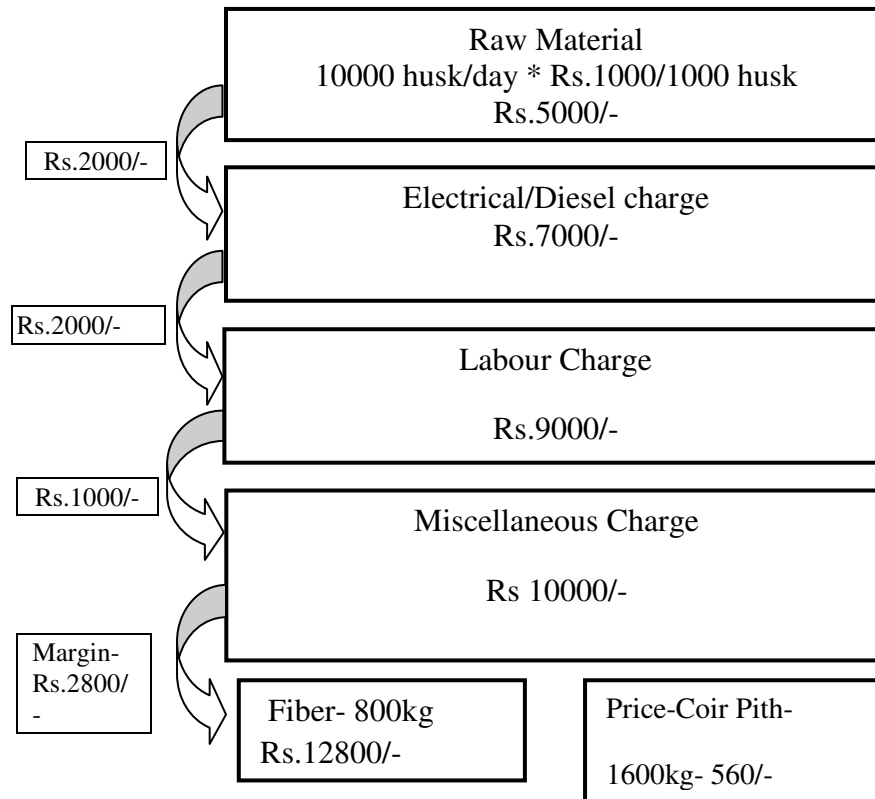 Raw Material
10000 husk/day * Rs.1000/1000 husk
Rs.5000/-
Rs.2000/-
Electrical/Diesel charge
Rs.7000/-
Rs.2000/-
Labour Charge
Rs.9000/-
Rs.1000/-
Miscellaneous Charge
Rs 10000/-
Margin-
Rs.2800/
-
Fiber- 800kg
Rs.12800/-
Price-Coir Pith-
1600kg- 560/-